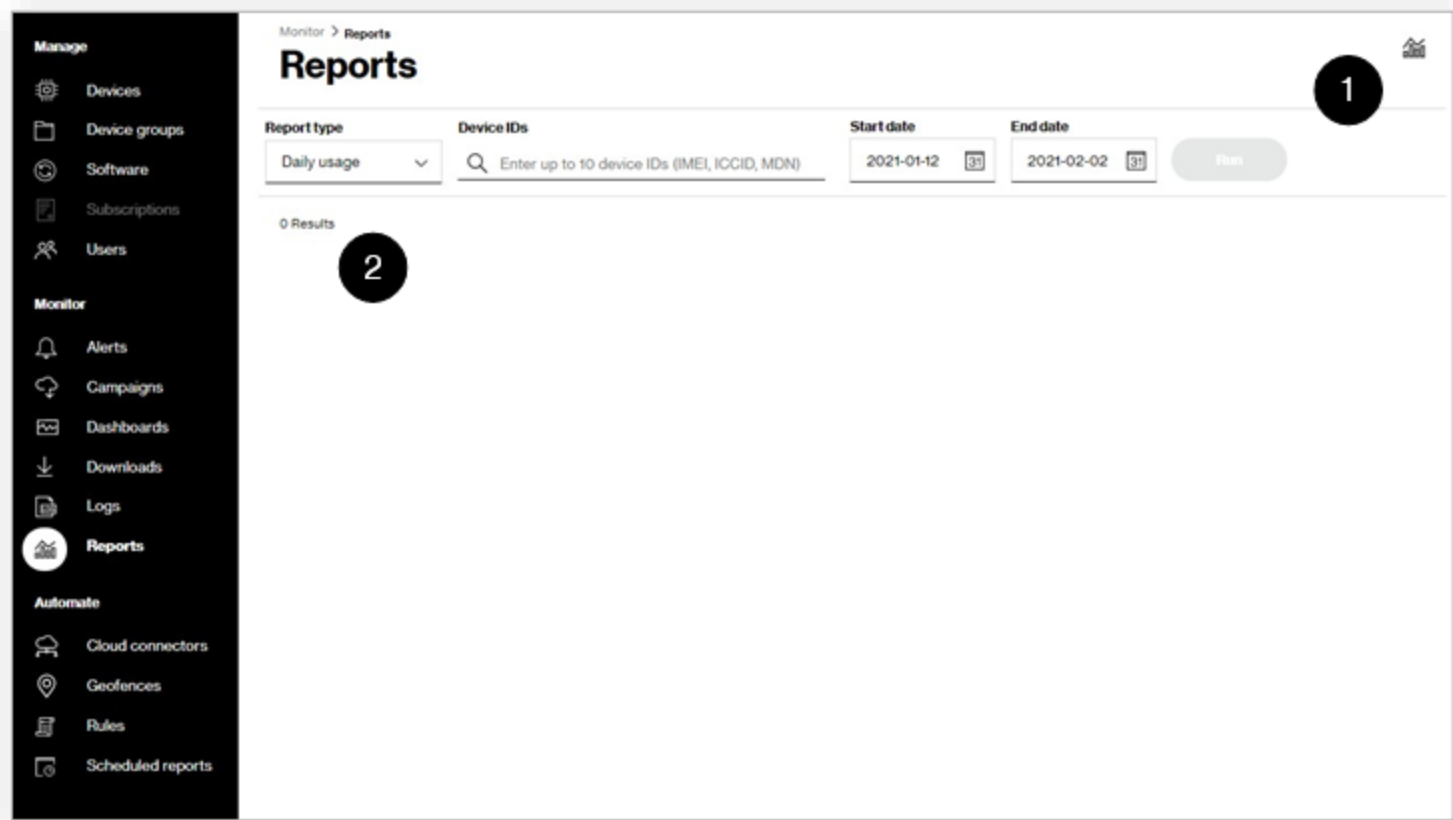 Manage
Devices
Device groups
Software
Subscriptions
Users
Monitor
Alerts
Campaigns
Dashboards
Downloads
Logs
Reports
Automate
Cloud connectors
Geofences
Rules
Scheduled reports
Monitor > Reports
Reports
1
Report type
Device IDs
Start date
End date
Daily usage
Enter up to 10 device IDs (IMEI, ICCID, MDN)
2021-01-12
31
2021-02-02
31
Run
0 Results
2